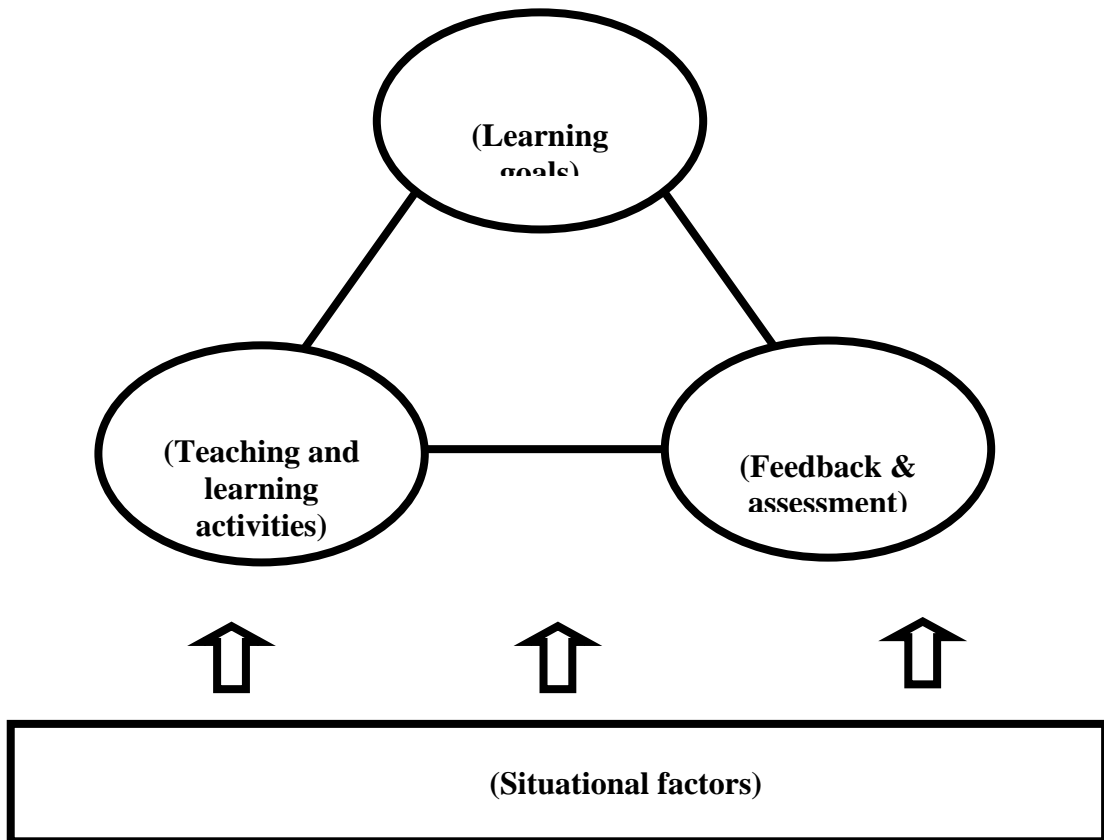 (Learning
goals)
(Teaching and
learning
activities)
(Feedback &
assessment)
(Situational factors)